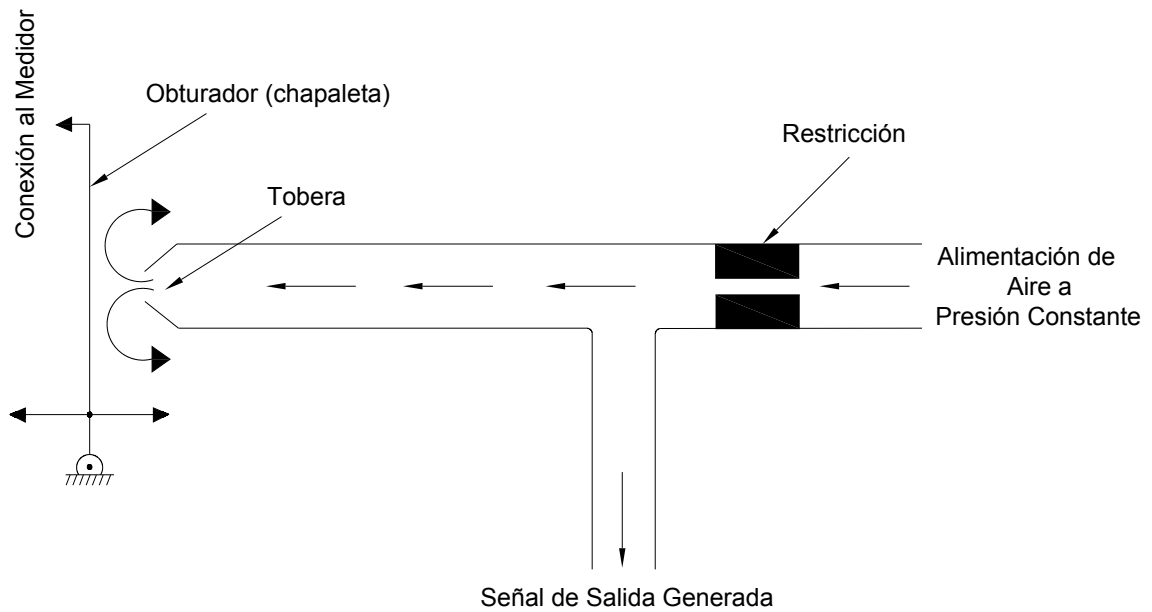 Conexión al Medidor
Obturador (chapaleta)
Tobera
Restricción
Alimentación de
Aire a
Presión Constante
Señal de Salida Generada